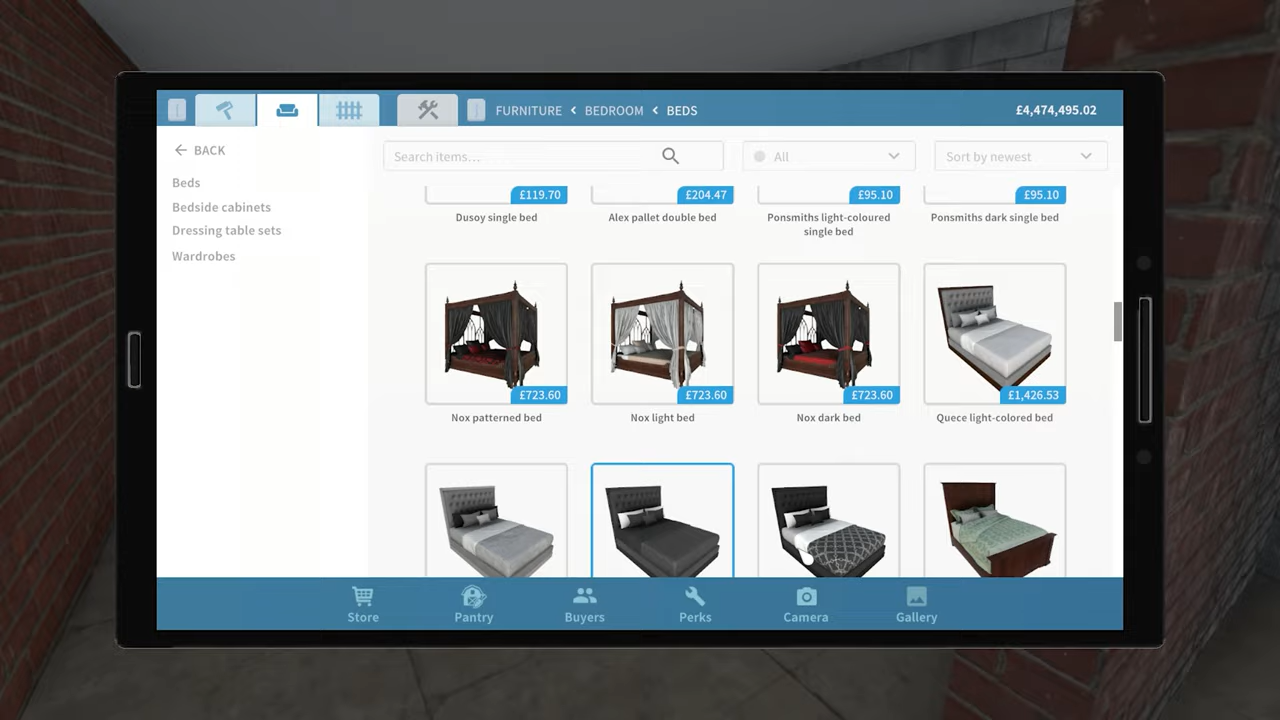 FURNITURE < BEDROOM < BEDS
£4,474,495.02
BACK
Search items...
All
Sort by newest
Beds
Bedside cabinets
Dressing table sets
Wardrobes
£119.70
£204.47
£95.10
£95.10
Dusoy single bed
Alex pallet double bed
Ponsmiths light-coloured
single bed
Ponsmiths dark single bed
£723.60
£723.60
£723.60
£1,426.53
Nox patterned bed
Nox light bed
Nox dark bed
Quece light-colored bed
Store
Pantry
Buyers
Perks
Camera
Gallery